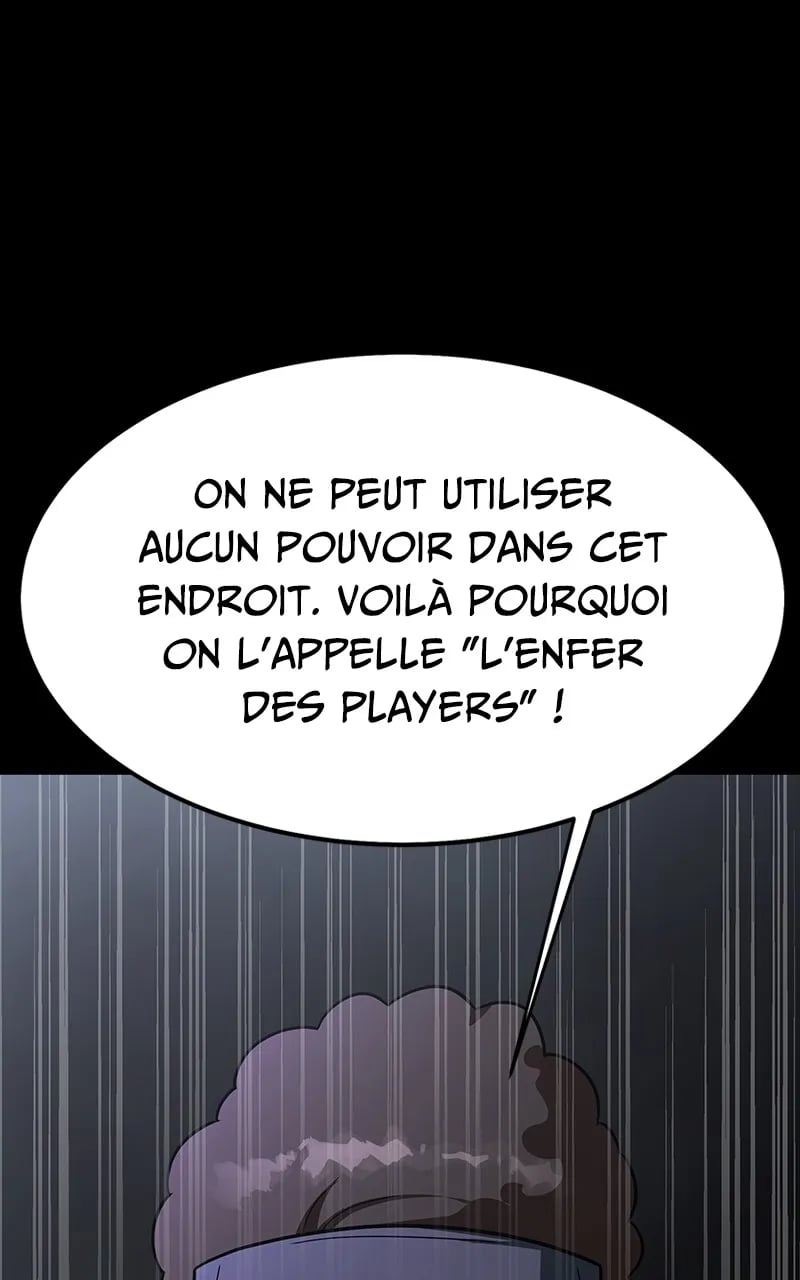 ON NE PEUT UTILISER
AUCUN POUVOIR DANS CET
ENDROIT. VOILÀ POURQUOI
ON L'APPELLE "L'ENFER
DES PLAYERS" !